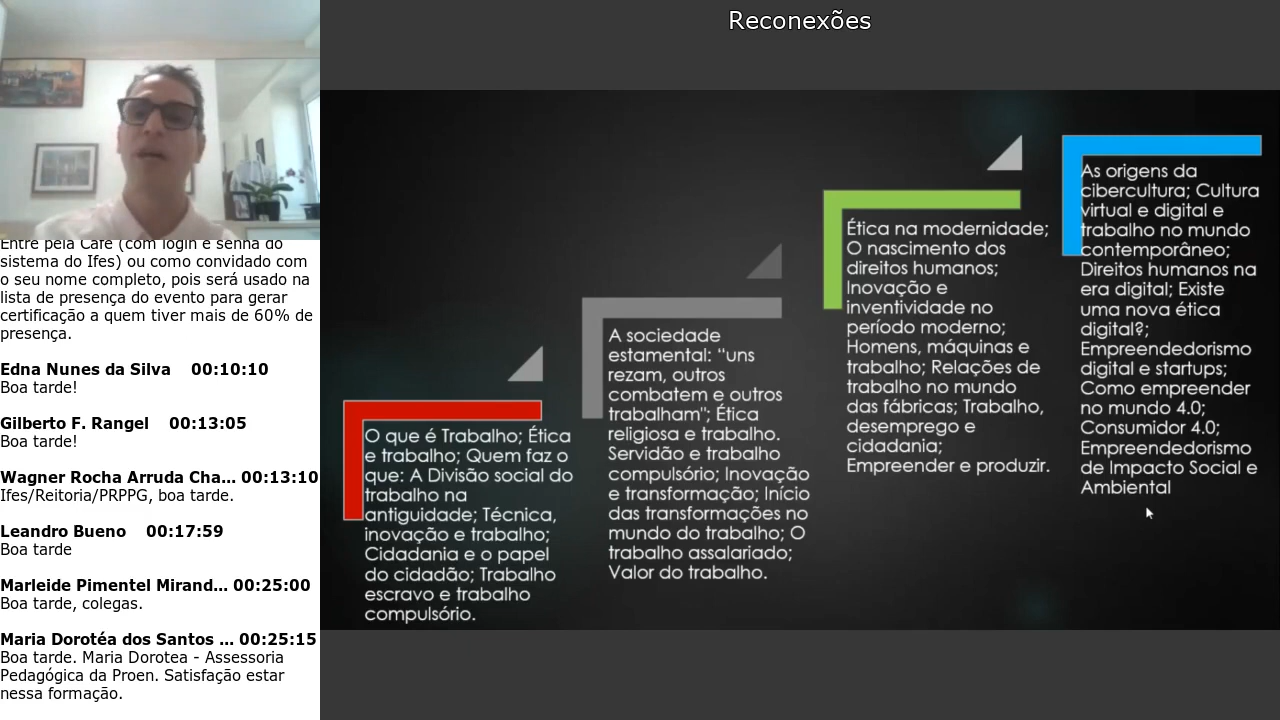 Reconexões
Entre pela Cafe (com login e senha do
sistema do Ifes) ou como convidado com
o seu nome completo, pois será usado na
lista de presença do evento para gerar
certificação a quem tiver mais de 60% de
presença.
Edna Nunes da Silva 00:10:10
Boa tarde!
Gilberto F. Rangel 00:13:05
Boa tarde!
Wagner Rocha Arruda Cha... 00:13:10
Ifes/Reitoria/PRPPG, boa tarde.
Leandro Bueno 00:17:59
Boa tarde
Marleide Pimentel Mirand... 00:25:00
Boa tarde, colegas.
Maria Dorotéa dos Santos ... 00:25:15
Boa tarde. Maria Dorotea - Assessoria
Pedagógica da Proen. Satisfação estar
nessa formação.
O que é Trabalho; Ética
e trabalho; Quem faz o
que: A Divisão social do
trabalho na
antiguidade; Técnica,
inovação e trabalho;
Cidadania e o papel
do cidadão; Trabalho
escravo e trabalho
compulsório.
A sociedade
estamental: “uns
rezam, outros
combatem e outros
trabalham"; Ética
religiosa e trabalho.
Servidão e trabalho
compulsório; Inovação
e transformação; Início
das transformações no
mundo do trabalho; O
trabalho assalariado;
Valor do trabalho.
Ética na modernidade;
O nascimento dos
direitos humanos;
Inovação e
inventividade no
período moderno;
Homens, máquinas e
trabalho; Relações de
trabalho no mundo
das fábricas; Trabalho,
desemprego e
cidadania;
Empreender e produzir.
As origens da
cibercultura; Cultura
virtual e digital e
trabalho no mundo
contemporâneo;
Direitos humanos na
era digital; Existe
uma nova ética
digital?;
Empreendedorismo
digital e startups;
Como empreender
no mundo 4.0;
Consumidor 4.0;
Empreendedorismo
de Impacto Social e
Ambiental